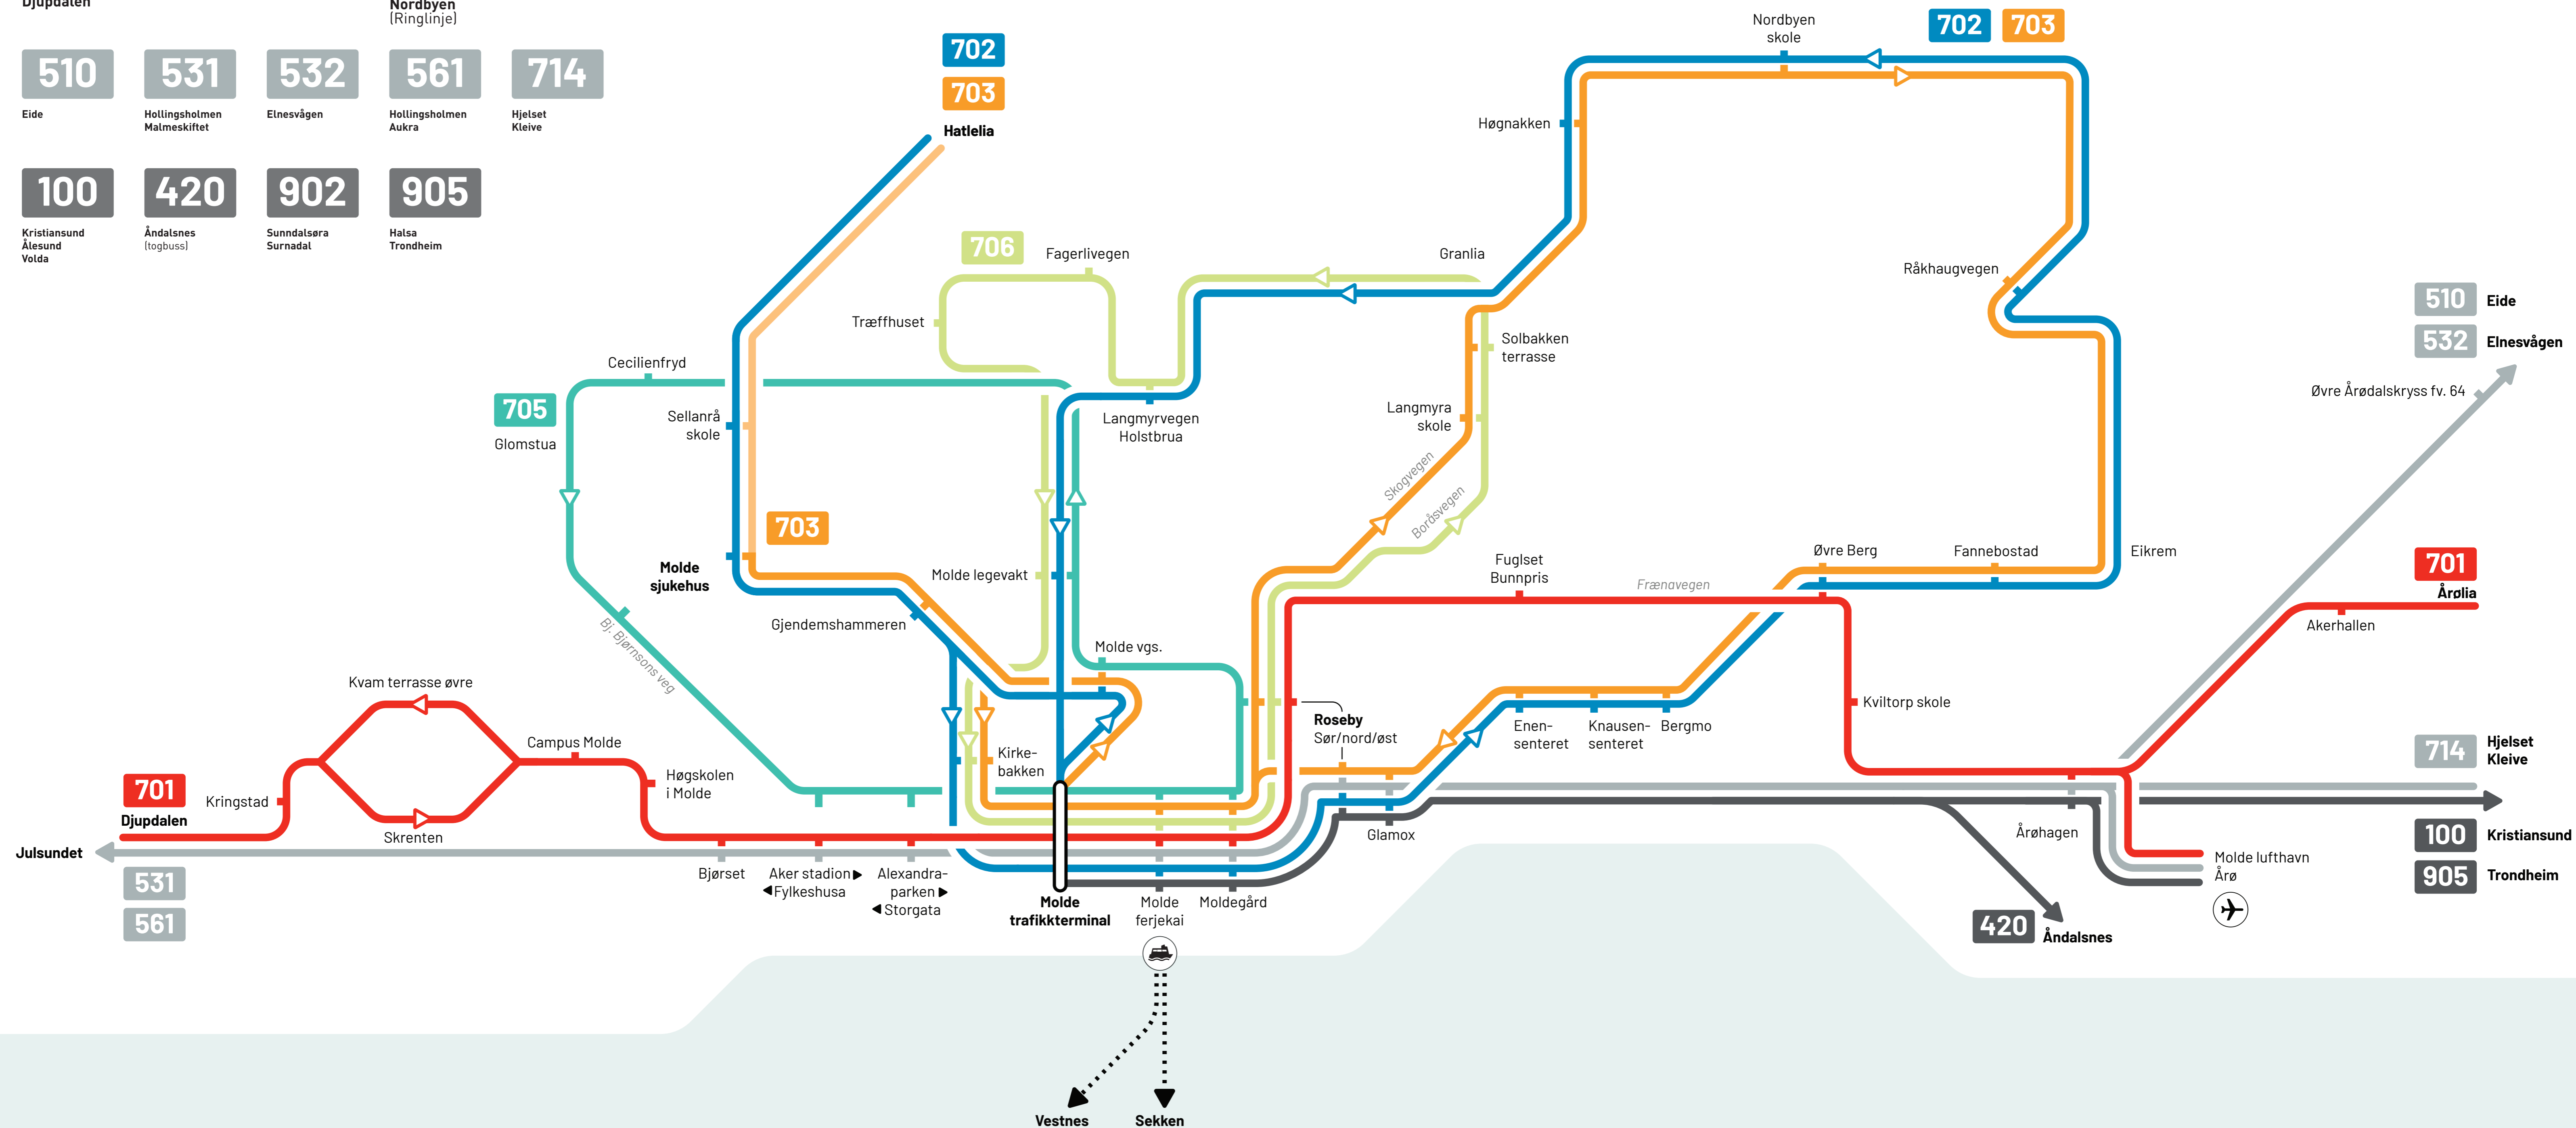 Djupdalen
Nordbyen
(Ringlinje)
510
531
532
561
714
Eide
Hollingsholmen
Malmeskiftet
Elnesvågen
Hollingsholmen
Aukra
Hjelset
Kleive
100
420
902
905
Kristiansund
Ålesund
Volda
Åndalsnes
(togbuss)
Sunndalsøra
Surnadal
Halsa
Trondheim
702
703
Hatlelia
Nordbyen
skole
702
703
Høgnakken
706
Fagerlivegen
Granlia
Træffhuset
Råkhaugvegen
510
Eide
532
Elnesvågen
Øvre Årødalskryss fv. 64
Solbakken
terrasse
Cecilienfryd
705
Glomstua
Sellanrå
skole
Langmyrvegen
Holstbrua
Langmyra
skole
Skogvegen
Boråsvegen
703
Molde
sjukehus
Molde legevakt
Fuglset
Bunnpris
Frænavegen
Øvre Berg
Fannebostad
Eikrem
701
Årølia
Akerhallen
Gjendemshammeren
Bj. Bjørnsons veg
Molde vgs.
Kvam terrasse øvre
Campus Molde
Skrenten
Kringstad
701
Djupdalen
Høgskolen
i Molde
Kirke-
bakken
Roseby
Sør/nord/øst
Enen-
senteret
Knausen-
senteret
Bergmo
Kviltorp skole
714
Hjelset
Kleive
Julsundet
531
561
Bjørset
Aker stadion
Fylkeshusa
Alexandra-
parken
Storgata
Molde
trafikkterminal
Molde
ferjekai
Moldegård
Glamox
Årøhagen
Molde lufthavn
Årø
100
Kristiansund
905
Trondheim
420
Åndalsnes
Vestnes
Sekken